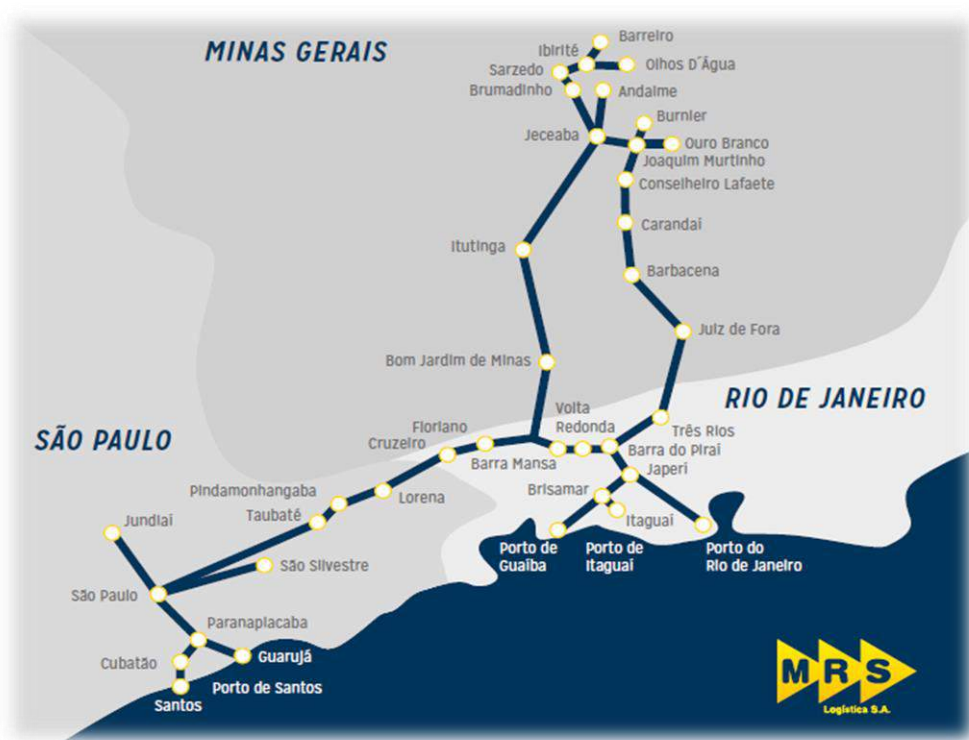 MINAS GERAIS
Barreiro
Ibirité
Olhos D´Água
Sarzedo
Brumadinho
Andaime
Burnier
Jeceaba
Ouro Branco
Joaquim Murtinho
Conselheiro Lafaete
Carandaí
Itutinga
Barbacena
Juiz de Fora
Bom Jardim de Minas
RIO DE JANEIRO
Volta
Redonda
Floriano
Três Rios
SÃO PAULO
Cruzeiro
Barra do Piraí
Barra Mansa
Japeri
Pindamonhangaba
Lorena
Brisamar
Taubaté
Itaguaí
Jundiaí
Porto de
Guaíba
Porto de
Itaguaí
Porto do
Rio de Janeiro
São Silvestre
São Paulo
Paranapiacaba
Guarujá
Cubatão
Porto de Santos
Santos
MRS
Logística S.A.